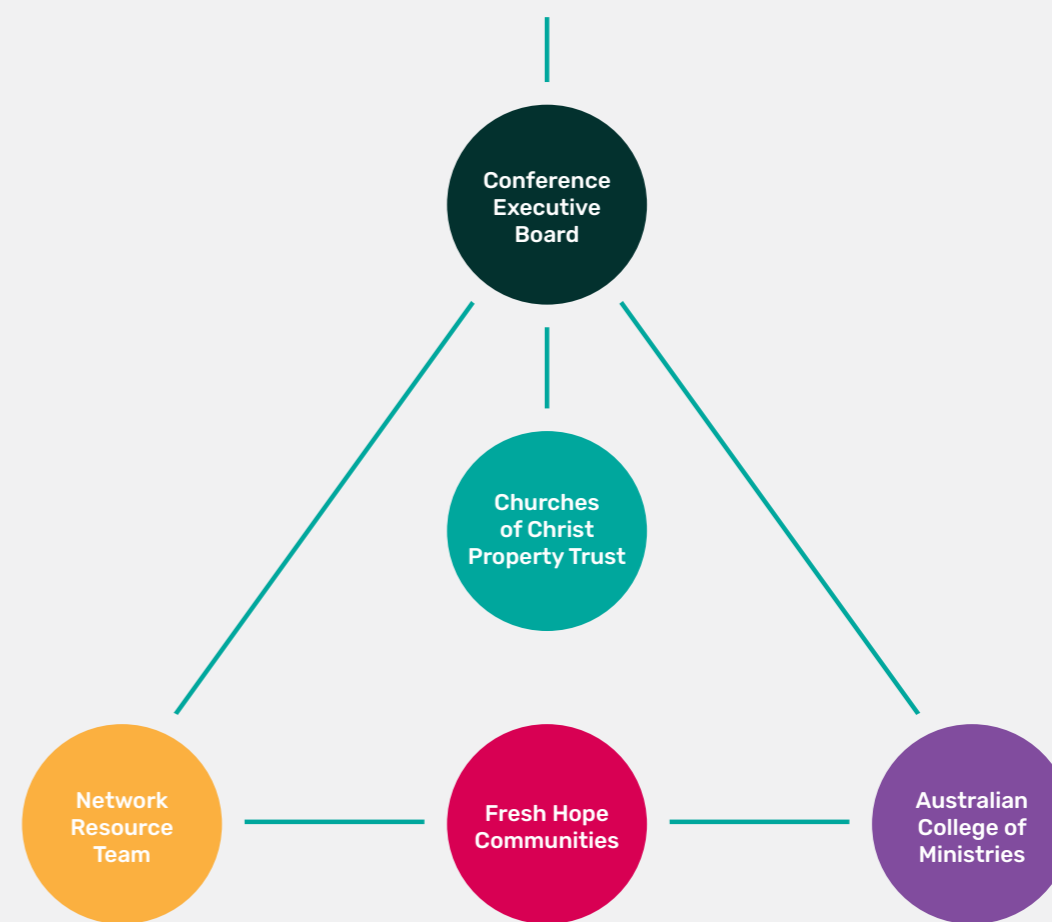 Conference
Executive
Board
Churches
of Christ
Property Trust
Network
Resource
Team
Fresh Hope
Communities
Australian
College of
Ministries